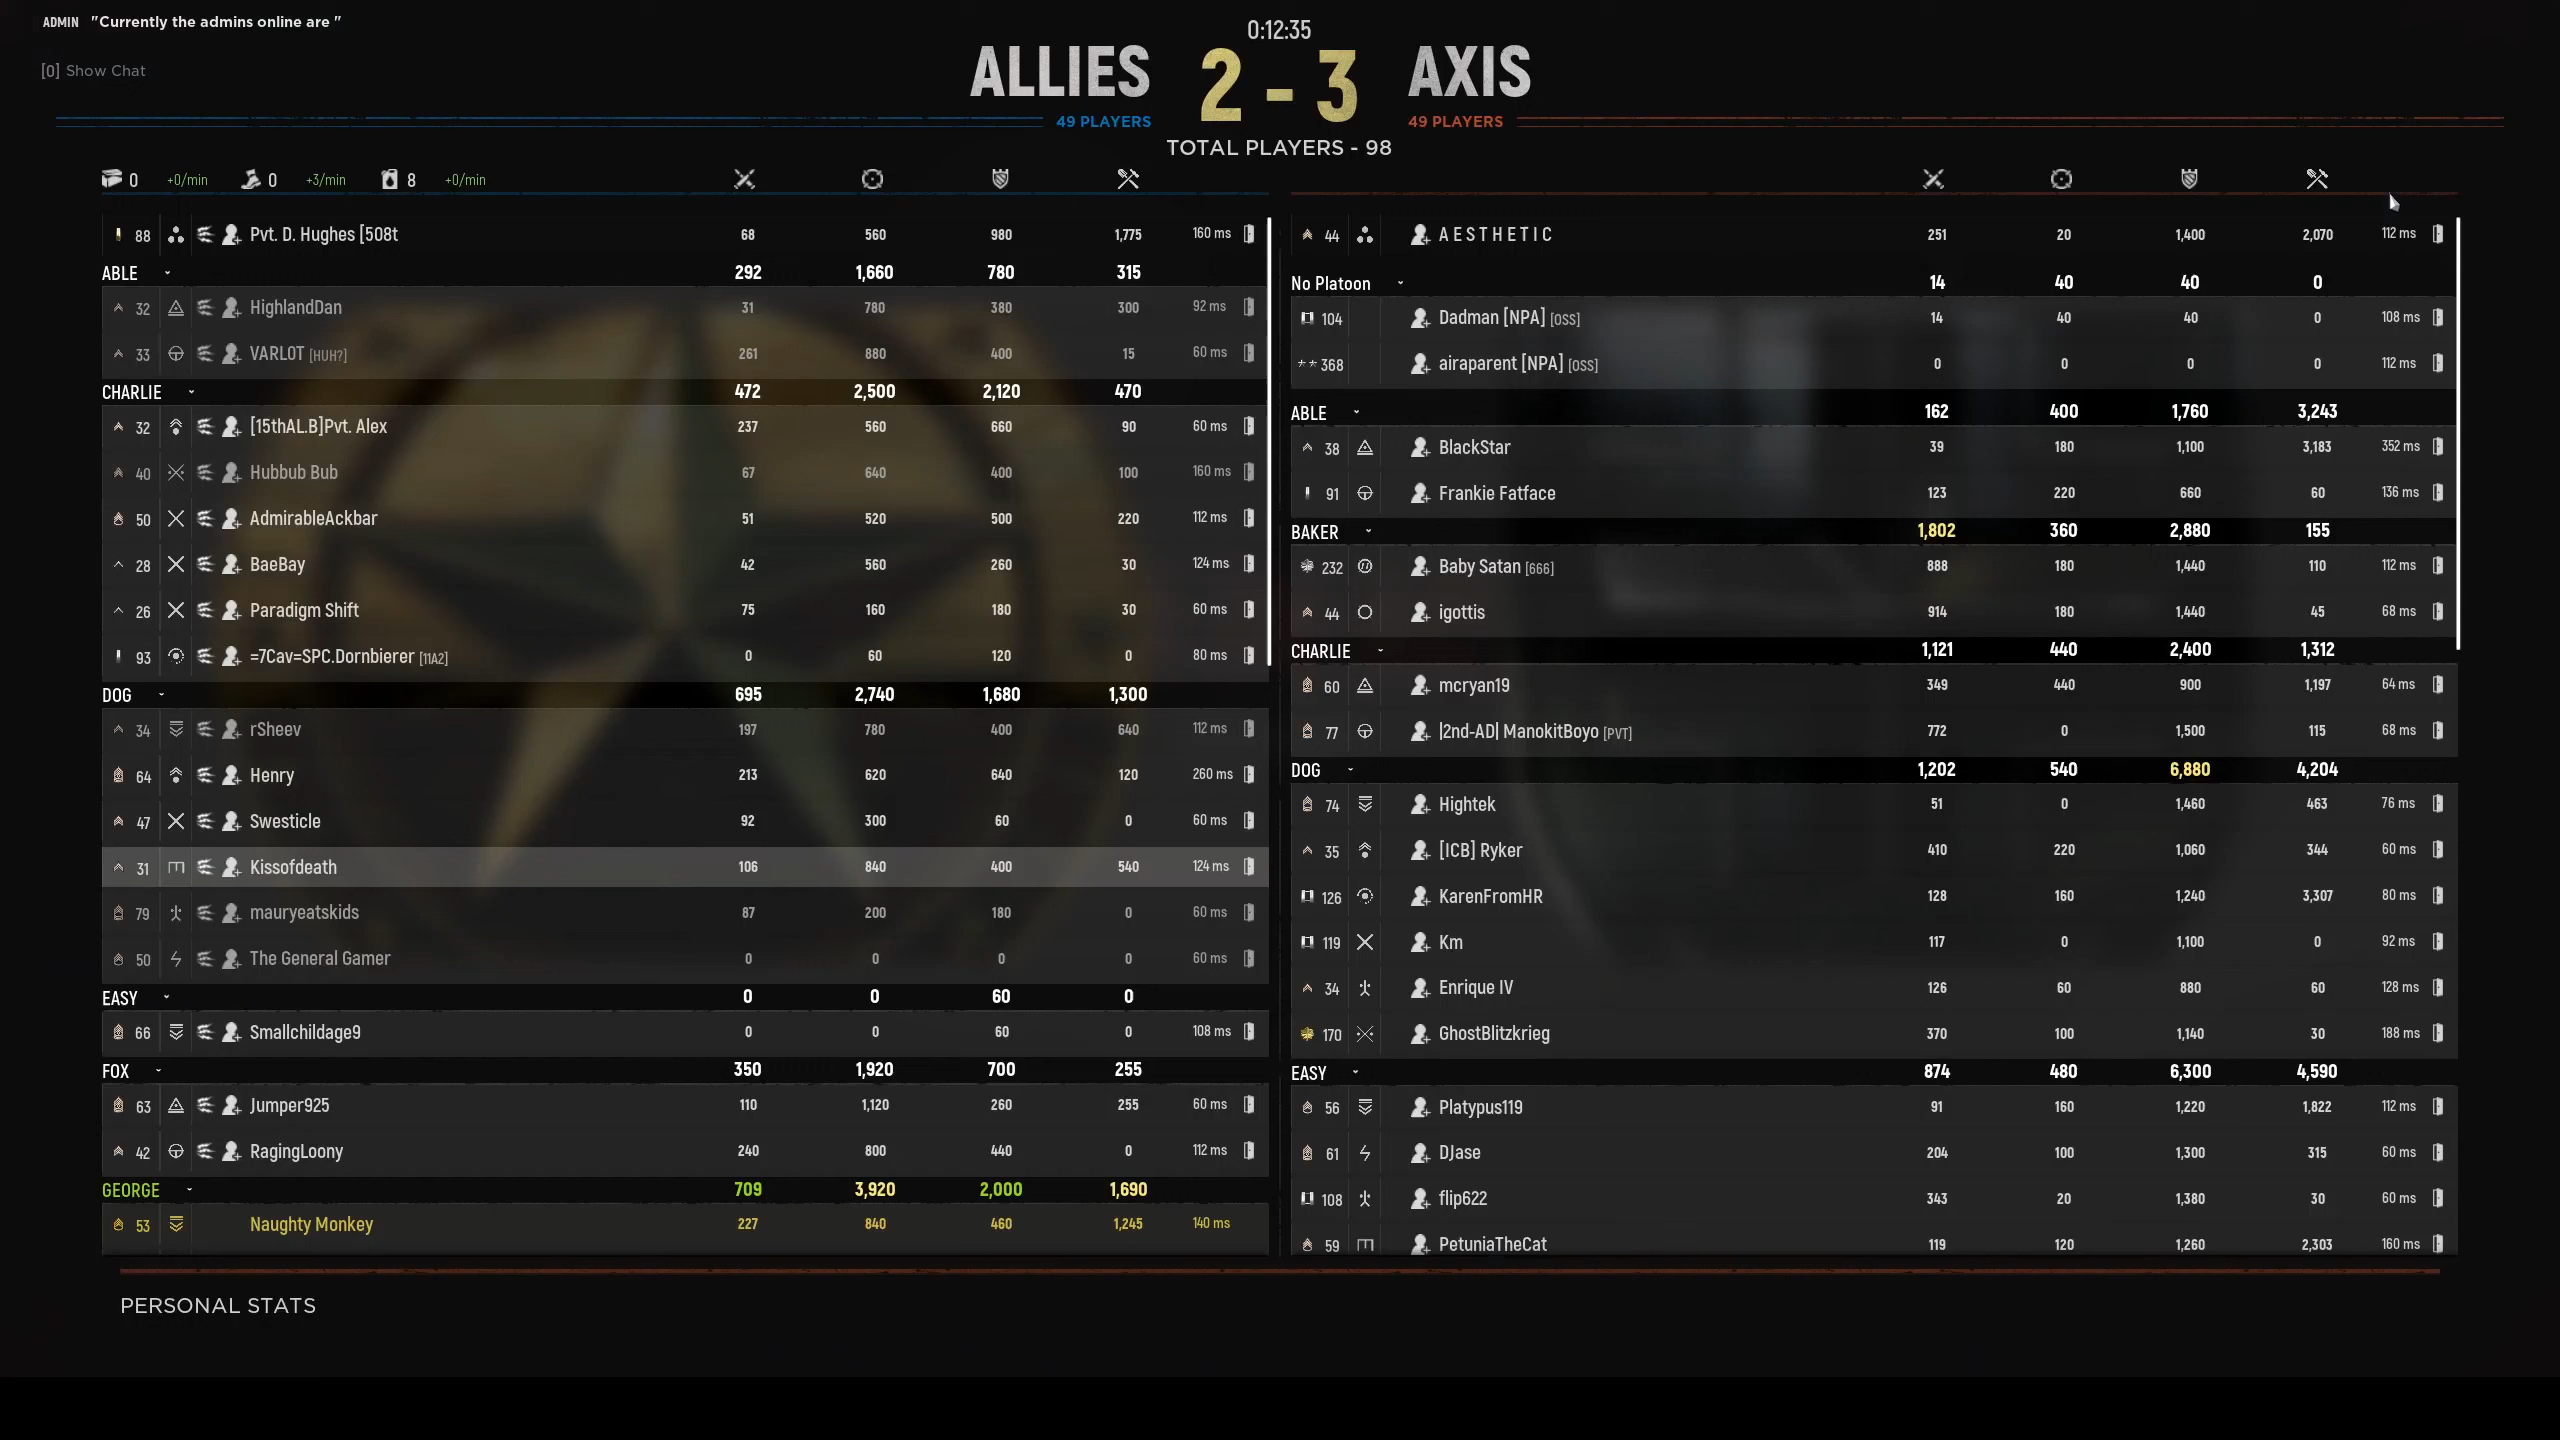 ADMIN "Currently the admins online are "
[0] Show Chat
0:12:35
ALLIES 2 - 3 AXIS
49 PLAYERS 49 PLAYERS
TOTAL PLAYERS - 98
0 +0/min 0 +3/min 8 +0/min
88 Pvt. D. Hughes [508t 68 560 980 1,775 160 ms
ABLE 292 1,660 780 315
32 HighlandDan 31 780 380 300 92 ms
33 VARLOT [HUH?] 261 880 400 15 60 ms
CHARLIE 472 2,500 2,120 470
32 [15thAL.B]Pvt. Alex 237 560 660 90 60 ms
40 Hubbub Bub 67 640 400 100 160 ms
50 AdmirableAckbar 51 520 500 220 112 ms
28 BaeBay 42 560 260 30 124 ms
26 Paradigm Shift 75 160 180 30 60 ms
93 =7Cav=SPC.Dornbierer [11A2] 0 60 120 0 80 ms
DOG 695 2,740 1,680 1,300
34 rSheev 197 780 400 640 112 ms
64 Henry 213 620 640 120 260 ms
47 Swesticle 92 300 60 0 60 ms
31 Kissofdeath 106 840 400 540 124 ms
79 mauryeatskids 87 200 180 0 60 ms
50 The General Gamer 0 0 0 0 60 ms
EASY 0 0 60 0
66 Smallchildage9 0 0 60 0 108 ms
FOX 350 1,920 700 255
63 Jumper925 110 1,120 260 255 60 ms
42 RagingLoony 240 800 440 0 112 ms
GEORGE 709 3,920 2,000 1,690
53 Naughty Monkey 227 840 460 1,245 140 ms
44 A E S T H E T I C 251 20 1,400 2,070 112 ms
No Platoon 14 40 40 0
104 Dadman [NPA] [OSS] 14 40 40 0 108 ms
368 airaparent [NPA] [OSS] 0 0 0 0 112 ms
ABLE 162 400 1,760 3,243
38 BlackStar 39 180 1,100 3,183 352 ms
91 Frankie Fatface 123 220 660 60 136 ms
BAKER 1,802 360 2,880 155
232 Baby Satan [666] 888 180 1,440 110 112 ms
44 igottis 914 180 1,440 45 68 ms
CHARLIE 1,121 440 2,400 1,312
60 mcryan19 349 440 900 1,197 64 ms
77 |2nd-AD| ManokitBoyo [PVT] 772 0 1,500 115 68 ms
DOG 1,202 540 6,880 4,204
74 Hightek 51 0 1,460 463 76 ms
35 [ICB] Ryker 410 220 1,060 344 60 ms
126 KarenFromHR 128 160 1,240 3,307 80 ms
119 Km 117 0 1,100 0 92 ms
34 Enrique IV 126 60 880 60 128 ms
170 GhostBlitzkrieg 370 100 1,140 30 188 ms
EASY 874 480 6,300 4,590
56 Platypus119 91 160 1,220 1,822 112 ms
61 DJase 204 100 1,300 315 60 ms
108 flip622 343 20 1,380 30 60 ms
59 PetuniaTheCat 119 120 1,260 2,303 160 ms
PERSONAL STATS